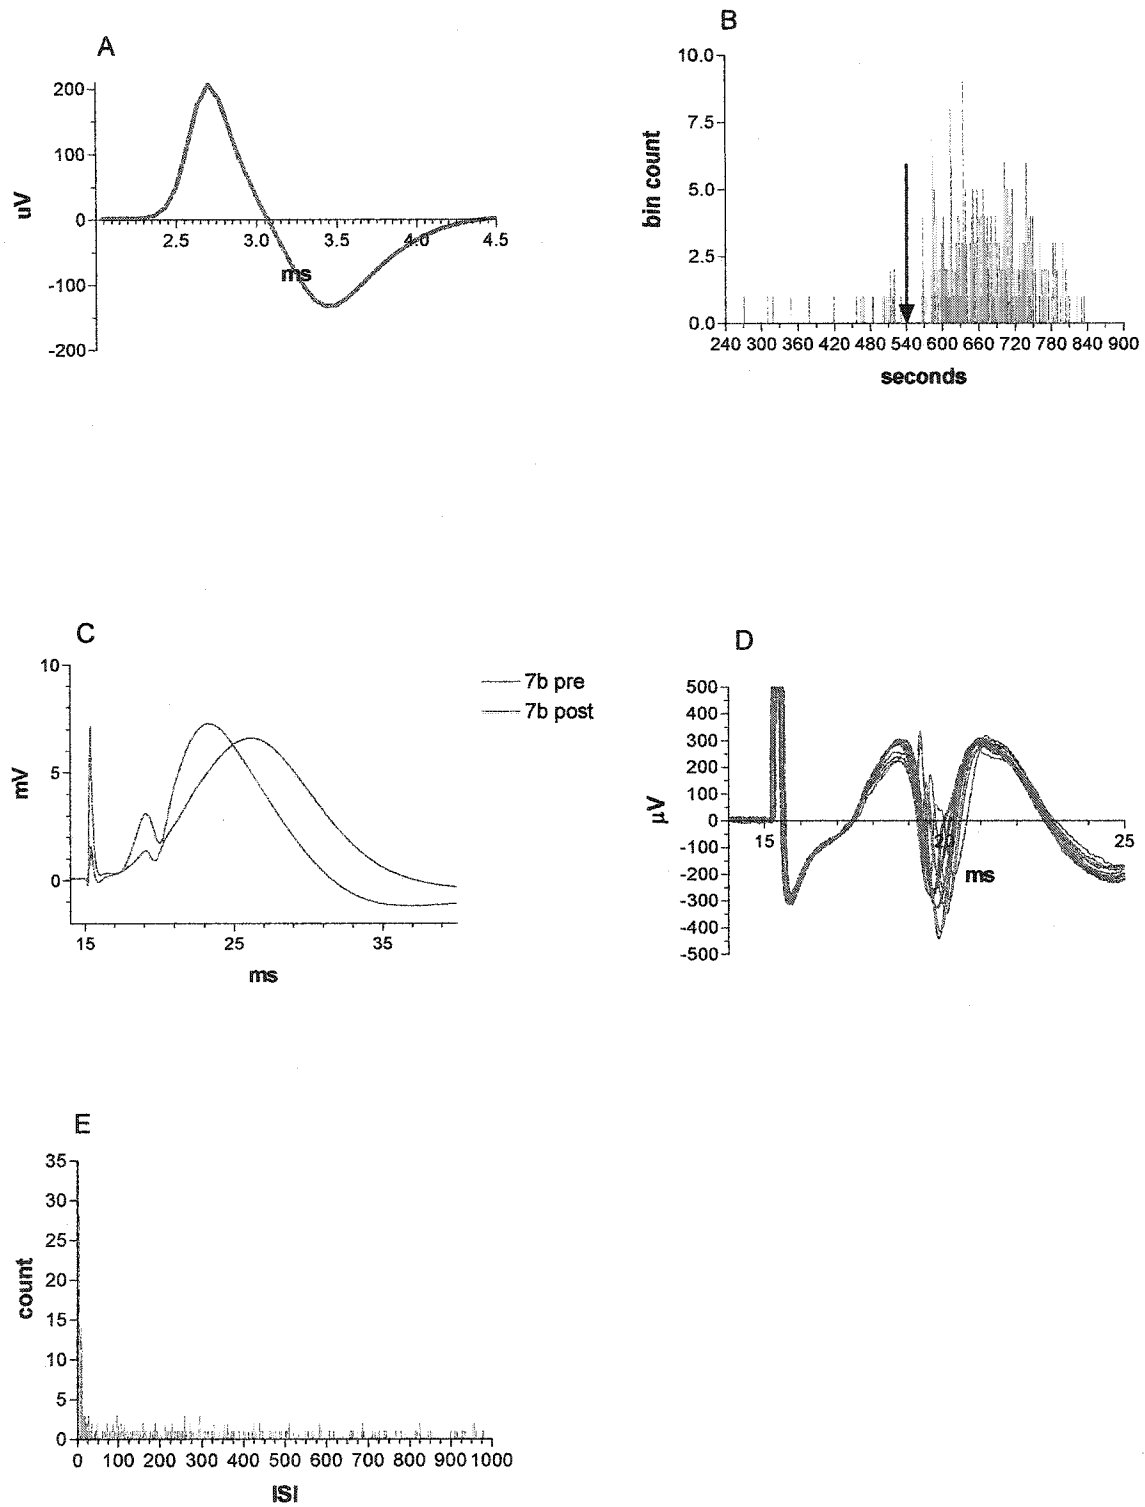 A
200
100
0
-100
-200
uV
2.5 3.0 3.5 4.0 4.5
ms
B
10.0
7.5
5.0
2.5
0.0
bin count
240 300 360 420 480 540 600 660 720 780 840 900
seconds
C
10
5
0
mV
15 25 35
ms
7b pre
7b post
D
500
400
300
200
100
0
-100
-200
-300
-400
-500
µV
15 20 25
ms
E
35
30
25
20
15
10
5
0
count
0 100 200 300 400 500 600 700 800 900 1000
ISI